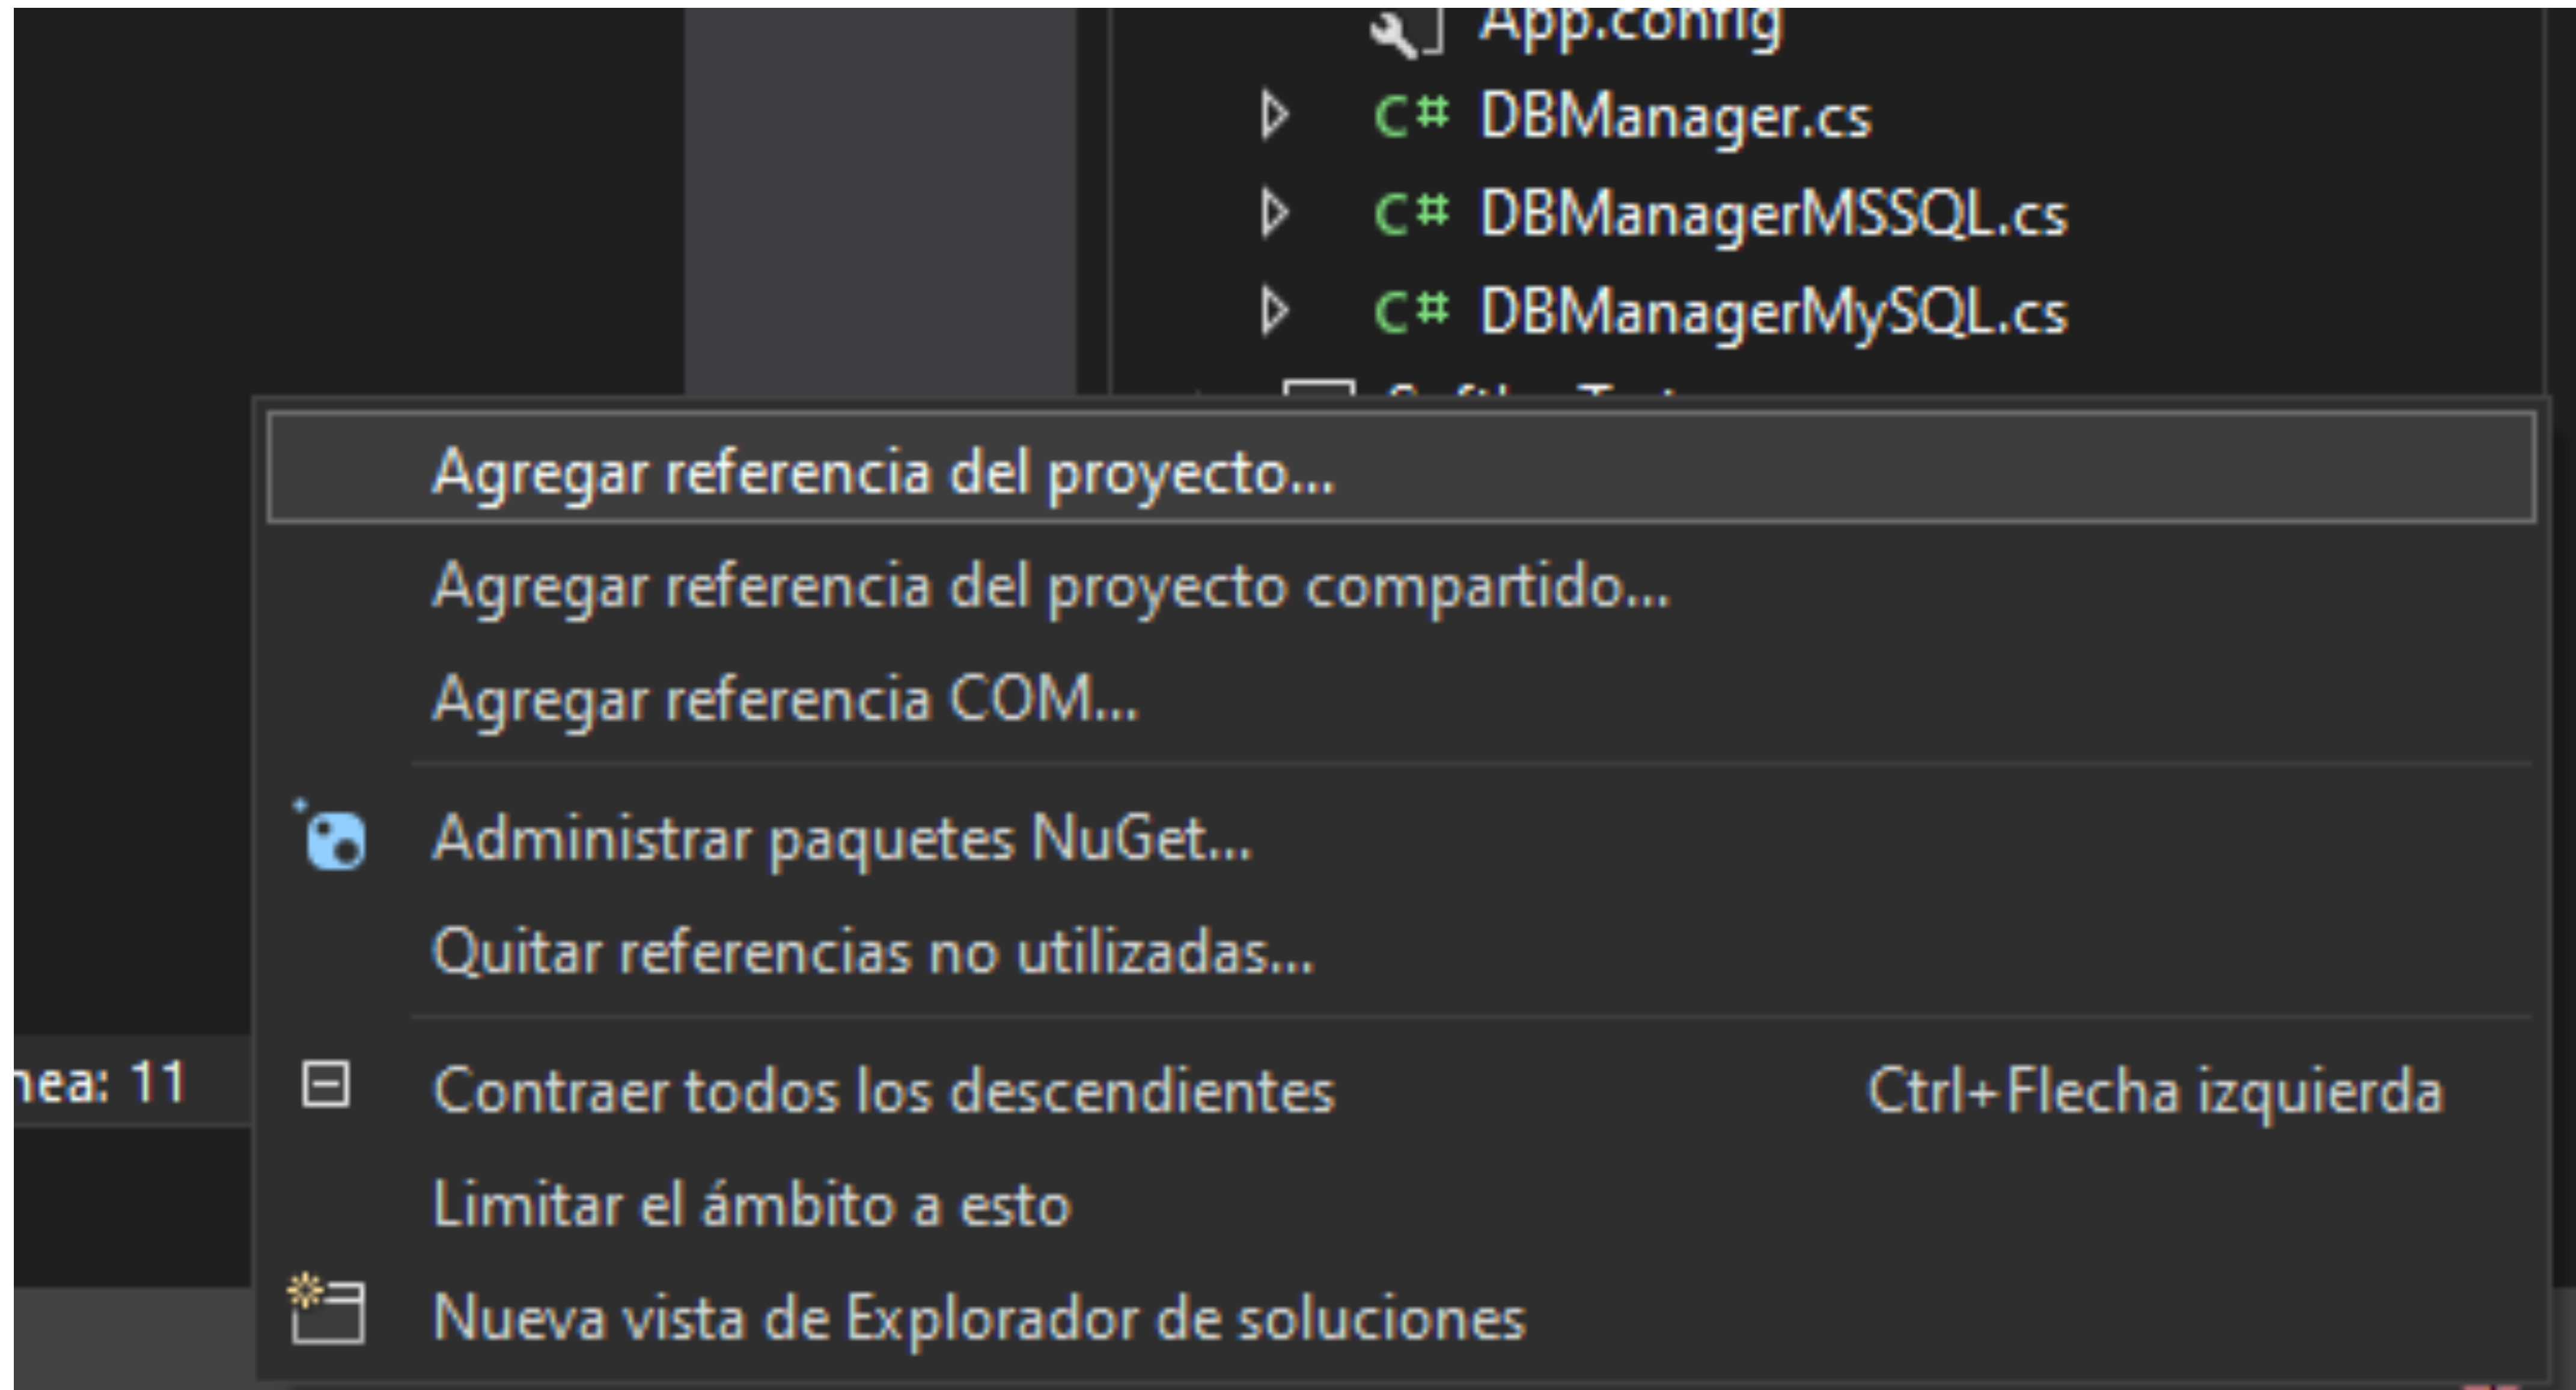 App.config
C# DBManager.cs
C# DBManagerMSSQL.cs
C# DBManagerMySQL.cs
Agregar referencia del proyecto...
Agregar referencia del proyecto compartido...
Agregar referencia COM...
Administrar paquetes NuGet...
Quitar referencias no utilizadas...
nea: 11
Contraer todos los descendientes Ctrl+Flecha izquierda
Limitar el ámbito a esto
Nueva vista de Explorador de soluciones